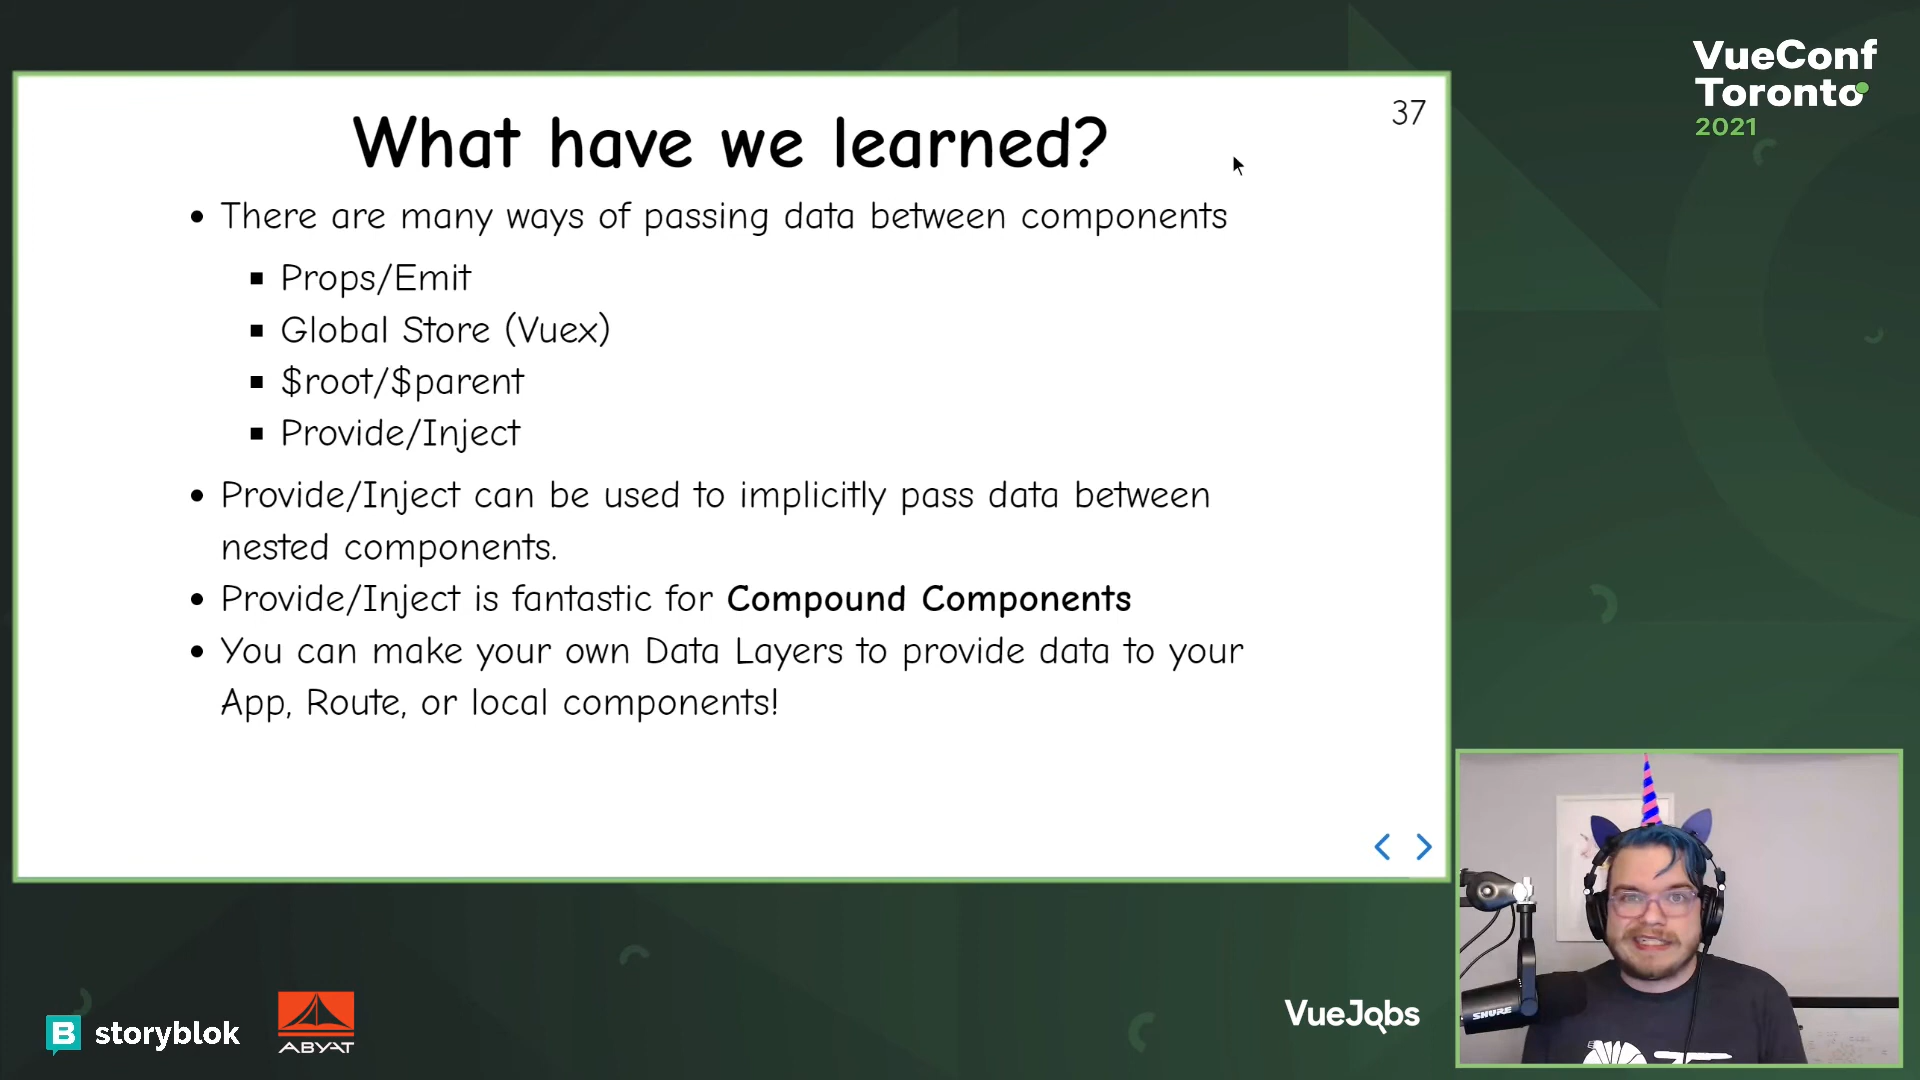 VueConf
Toronto
2021
37
What have we learned?
• There are many ways of passing data between components
▪ Props/Emit
▪ Global Store (Vuex)
▪ $root/$parent
▪ Provide/Inject
• Provide/Inject can be used to implicitly pass data between
nested components.
• Provide/Inject is fantastic for Compound Components
• You can make your own Data Layers to provide data to your
App, Route, or local components!
B storyblok
ABYAT
VueJobs
SHURE